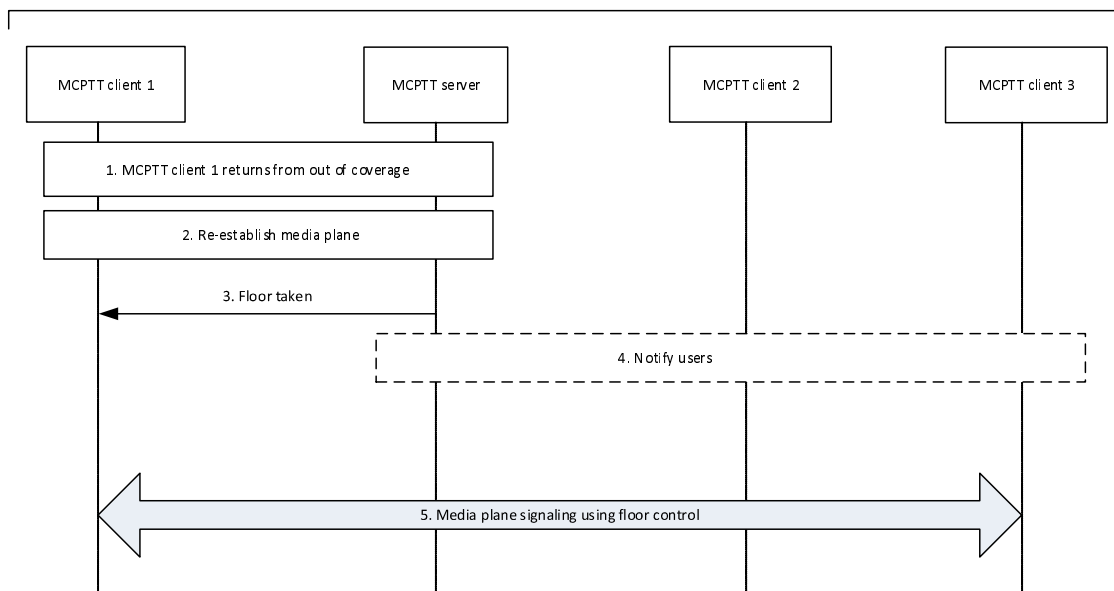 MCPTT client 1
MCPTT server
MCPTT client 2
MCPTT client 3
1. MCPTT client 1 returns from out of coverage
2. Re-establish media plane
3. Floor taken
4. Notify users
5. Media plane signaling using floor control